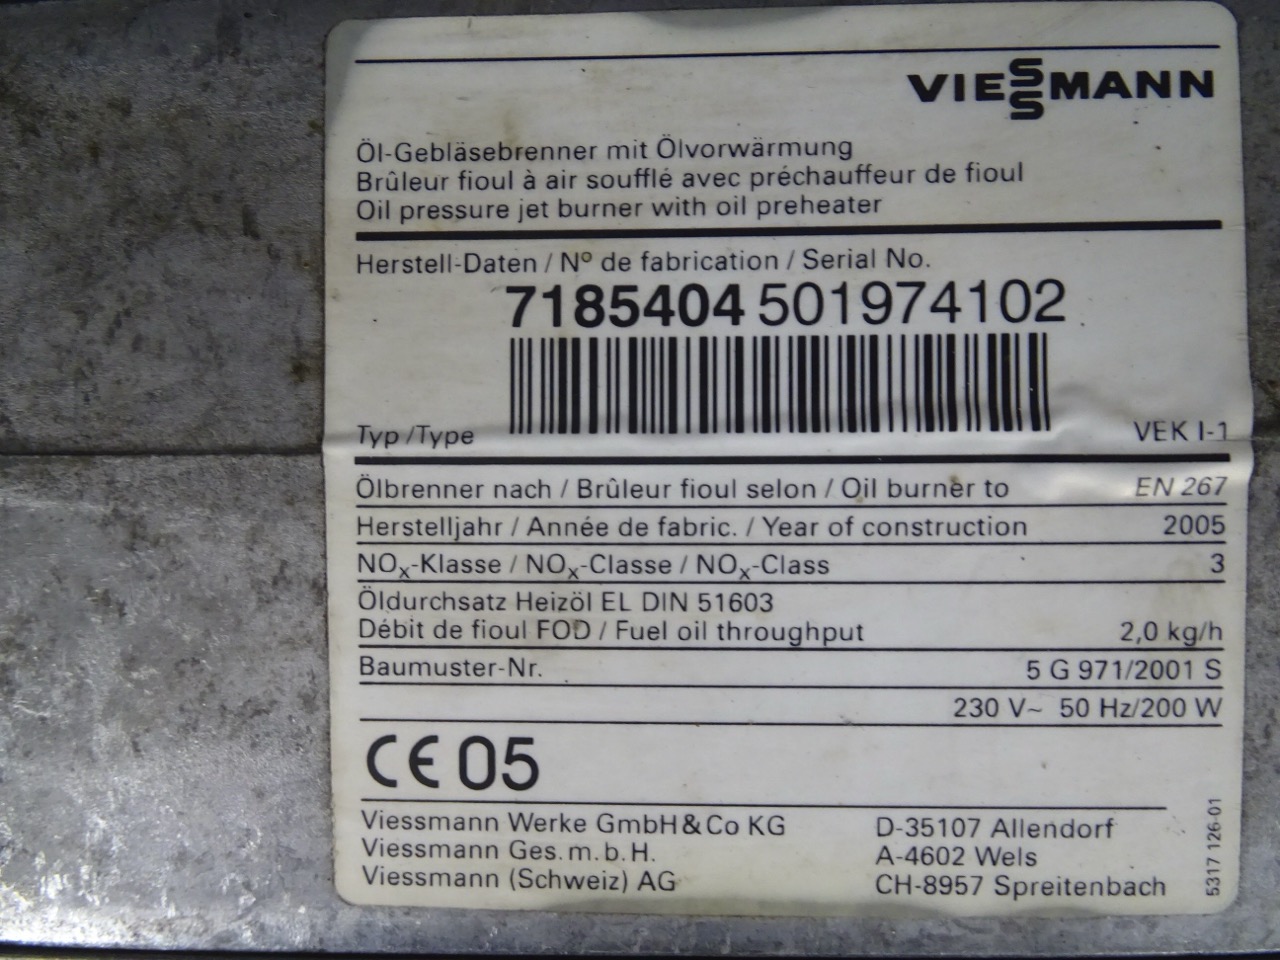 VIESSMANN
Öl-Gebläsebrenner mit Ölvorwärmung
Brûleur fioul à air soufflé avec préchauffeur de fioul
Oil pressure jet burner with oil preheater
Herstell-Daten / Nº de fabrication / Serial No.
7185404 501974102
Typ /Type VEK I-1
Ölbrenner nach / Brûleur fioul selon / Oil burner to EN 267
Herstelljahr / Année de fabric. / Year of construction 2005
NOx-Klasse / NOx-Classe / NOx-Class 3
Öldurchsatz Heizöl EL DIN 51603
Débit de fioul FOD / Fuel oil throughput 2,0 kg/h
Baumuster-Nr. 5 G 971/2001 S
230 V~ 50 Hz/200 W
CE 05
Viessmann Werke GmbH & Co KG D-35107 Allendorf
Viessmann Ges. m. b. H. A-4602 Wels
Viessmann (Schweiz) AG CH-8957 Spreitenbach
5317 126-01